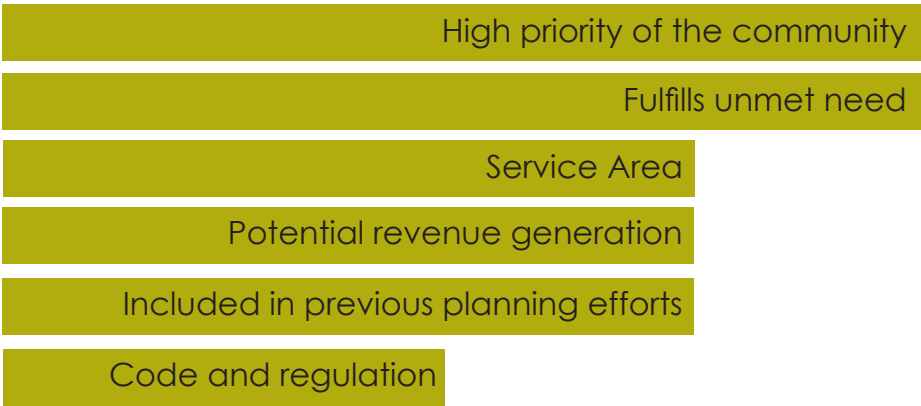 High priority of the community
Fulfills unmet need
Service Area
Potential revenue generation
Included in previous planning efforts
Code and regulation